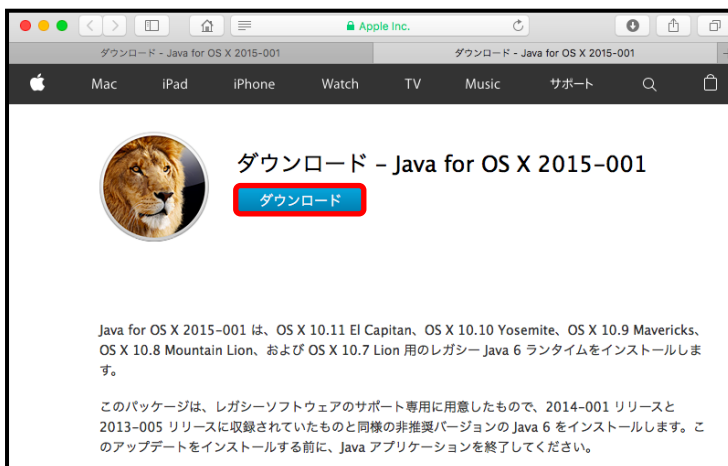 Apple Inc.
ダウンロード - Java for OS X 2015-001
ダウンロード - Java for OS X 2015-001
Mac iPad iPhone Watch TV Music サポート
ダウンロード – Java for OS X 2015–001
ダウンロード
Java for OS X 2015–001 は、OS X 10.11 El Capitan、OS X 10.10 Yosemite、OS X 10.9 Mavericks、
OS X 10.8 Mountain Lion、および OS X 10.7 Lion 用のレガシー Java 6 ランタイムをインストールしま
す。
このパッケージは、レガシーソフトウェアのサポート専用に用意したもので、2014–001 リリースと
2013–005 リリースに収録されていたものと同様の非推奨バージョンの Java 6 をインストールします。こ
のアップデートをインストールする前に、Java アプリケーションを終了してください。